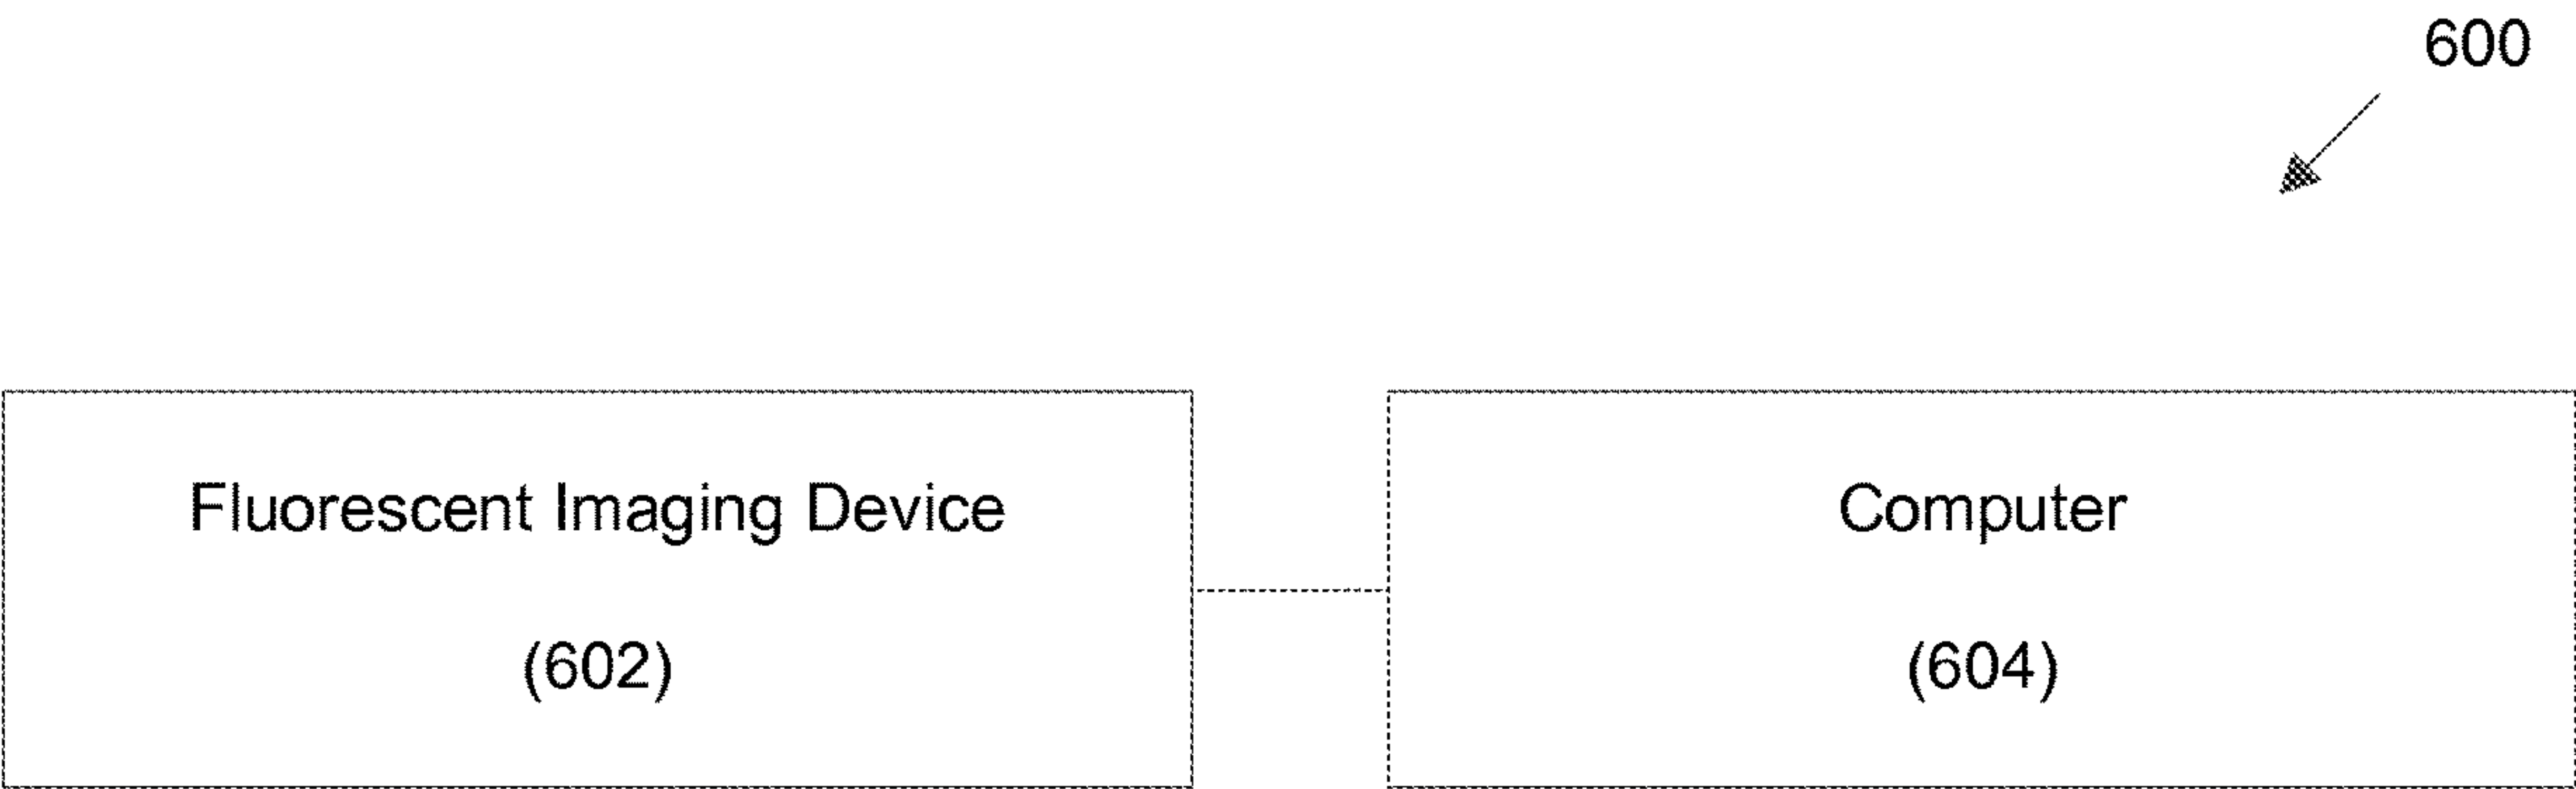 600
Fluorescent Imaging Device
(602)
Computer
(604)